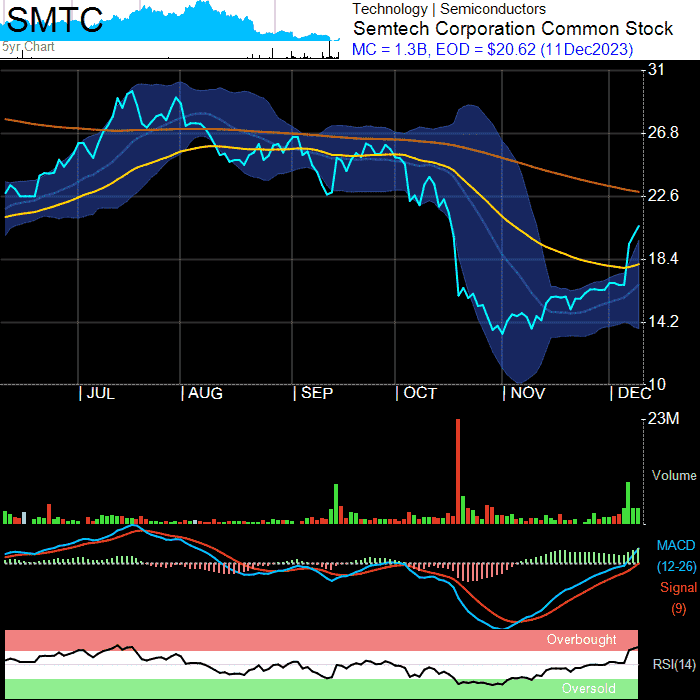 SMTC
5yr Chart
Technology | Semiconductors
Semtech Corporation Common Stock
MC = 1.3B, EOD = $20.62 (11Dec2023)
31
26.8
22.6
18.4
14.2
10
| JUL | AUG | SEP | OCT | NOV | DEC
23M
Volume
MACD
(12-26)
Signal
(9)
Overbought
RSI(14)
Oversold